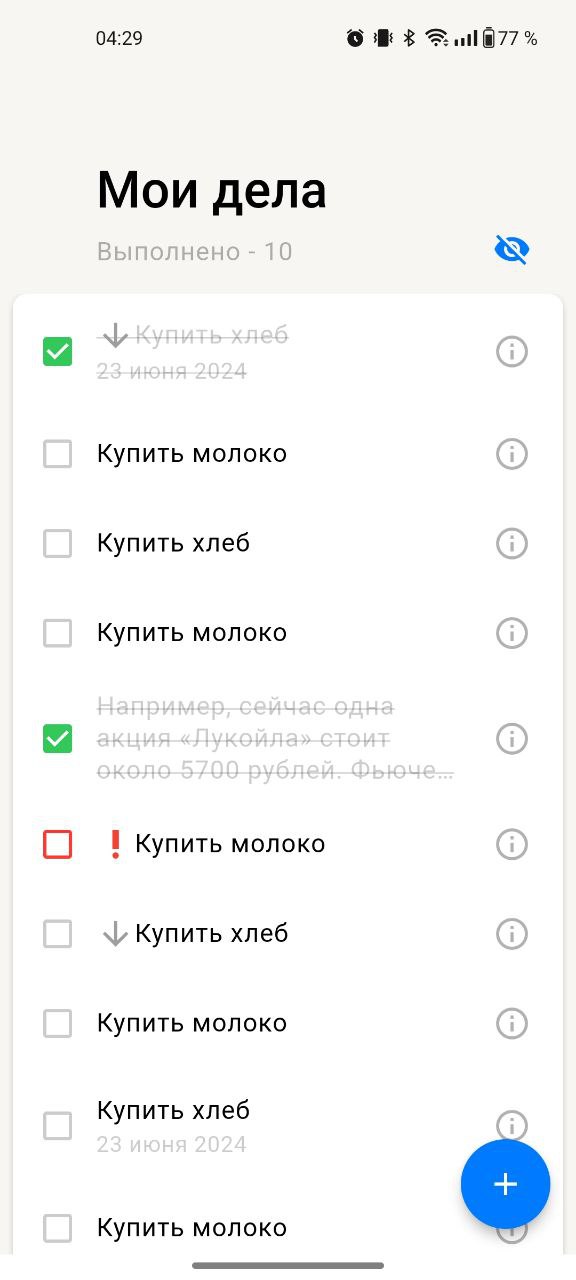 04:29 77 %
Мои дела
Выполнено - 10
Купить хлеб
23 июня 2024
Купить молоко
Купить хлеб
Купить молоко
Например, сейчас одна
акция «Лукойла» стоит
около 5700 рублей. Фьюче…
❗ Купить молоко
Купить хлеб
Купить молоко
Купить хлеб
23 июня 2024
Купить молоко